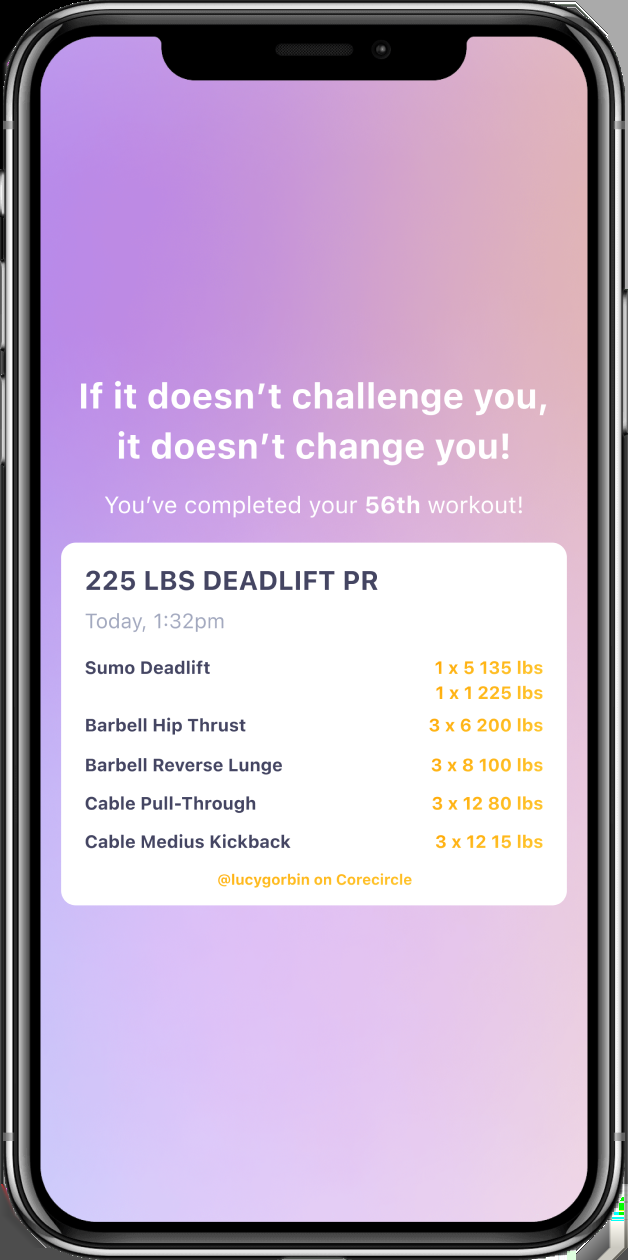 If it doesn’t challenge you,
it doesn’t change you!
You’ve completed your 56th workout!
225 LBS DEADLIFT PR
Today, 1:32pm
Sumo Deadlift 1 x 5 135 lbs
1 x 1 225 lbs
Barbell Hip Thrust 3 x 6 200 lbs
Barbell Reverse Lunge 3 x 8 100 lbs
Cable Pull-Through 3 x 12 80 lbs
Cable Medius Kickback 3 x 12 15 lbs
@lucygorbin on Corecircle